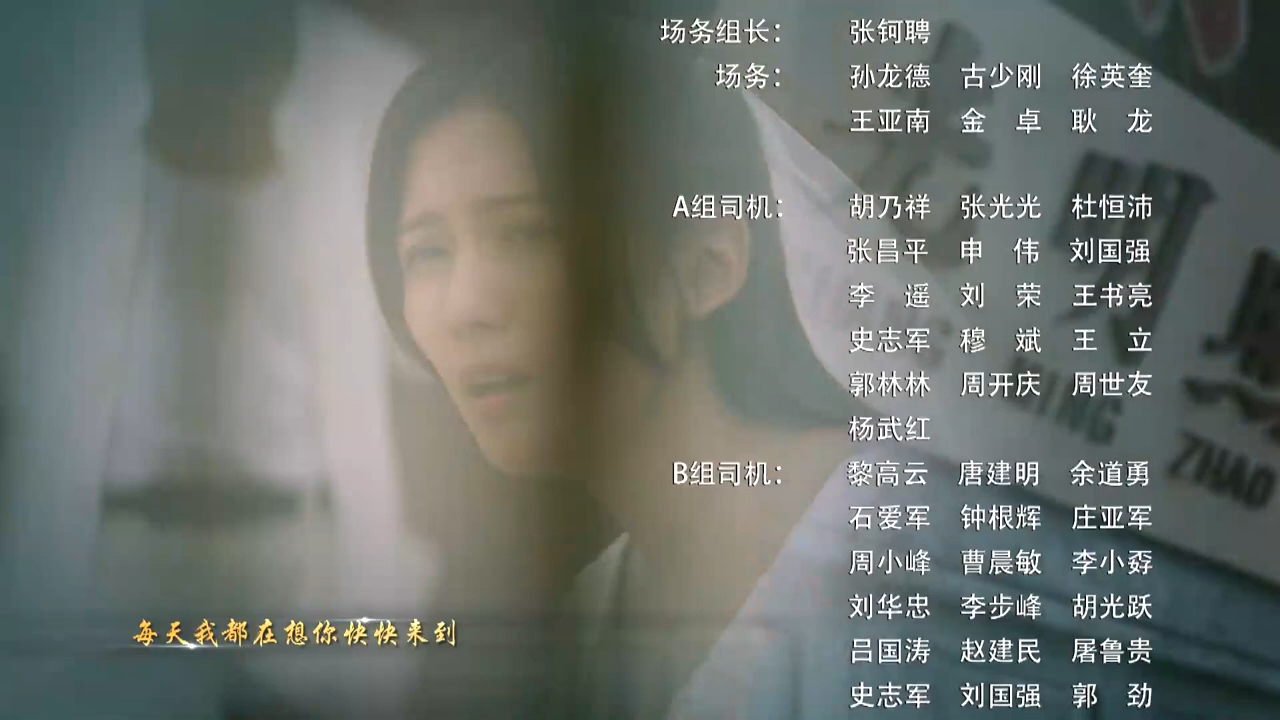 场务组长： 张钶聘
场务： 孙龙德 古少刚 徐英奎
王亚南 金 卓 耿 龙
A组司机： 胡乃祥 张光光 杜恒沛
张昌平 申 伟 刘国强
李 遥 刘 荣 王书亮
史志军 穆 斌 王 立
郭林林 周开庆 周世友
杨武红
B组司机： 黎高云 唐建明 余道勇
石爱军 钟根辉 庄亚军
周小峰 曹晨敏 李小孬
刘华忠 李步峰 胡光跃
吕国涛 赵建民 屠鲁贵
史志军 刘国强 郭 劲
每天我都在想你快快来到
MING
ZHAO